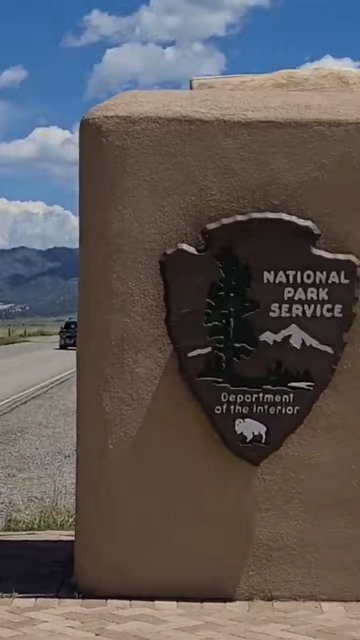 NATIONAL
PARK
SERVICE
Department
of the Interior